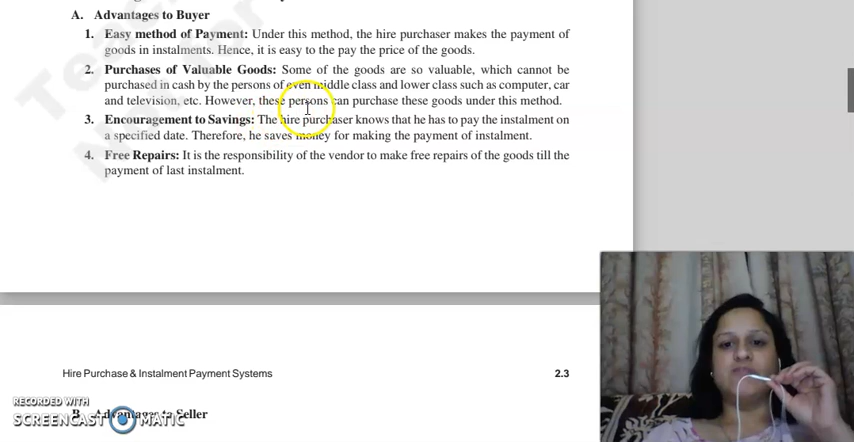 A. Advantages to Buyer
1. Easy method of Payment: Under this method, the hire purchaser makes the payment of
goods in instalments. Hence, it is easy to the pay the price of the goods.
2. Purchases of Valuable Goods: Some of the goods are so valuable, which cannot be
purchased in cash by the persons of even middle class and lower class such as computer, car
and television, etc. However, these persons can purchase these goods under this method.
3. Encouragement to Savings: The hire purchaser knows that he has to pay the instalment on
a specified date. Therefore, he saves money for making the payment of instalment.
4. Free Repairs: It is the responsibility of the vendor to make free repairs of the goods till the
payment of last instalment.
Hire Purchase & Instalment Payment Systems 2.3
RECORDED WITH
SCREENCAST MATIC
B. Advantages to Seller